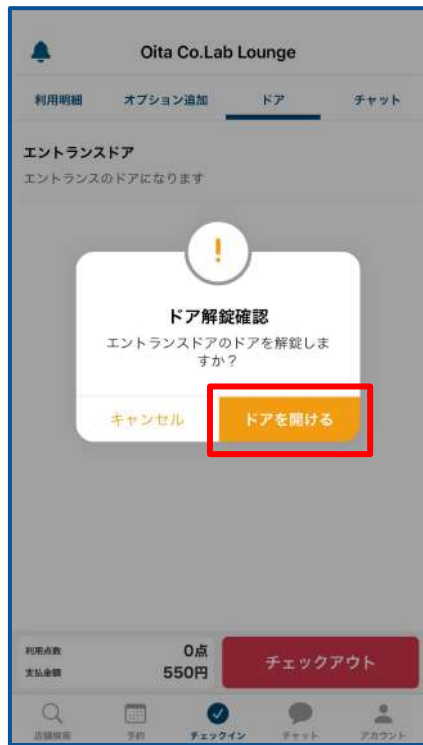 Oita Co.Lab Lounge
利用明細 オプション追加 ドア チャット
エントランスドア
エントランスのドアになります
!
ドア解錠確認
エントランスドアのドアを解錠しま
すか？
キャンセル ドアを開ける
利用点数 0点
支払金額 550円
チェックアウト
店舗検索 予約 チェックイン チャット アカウント